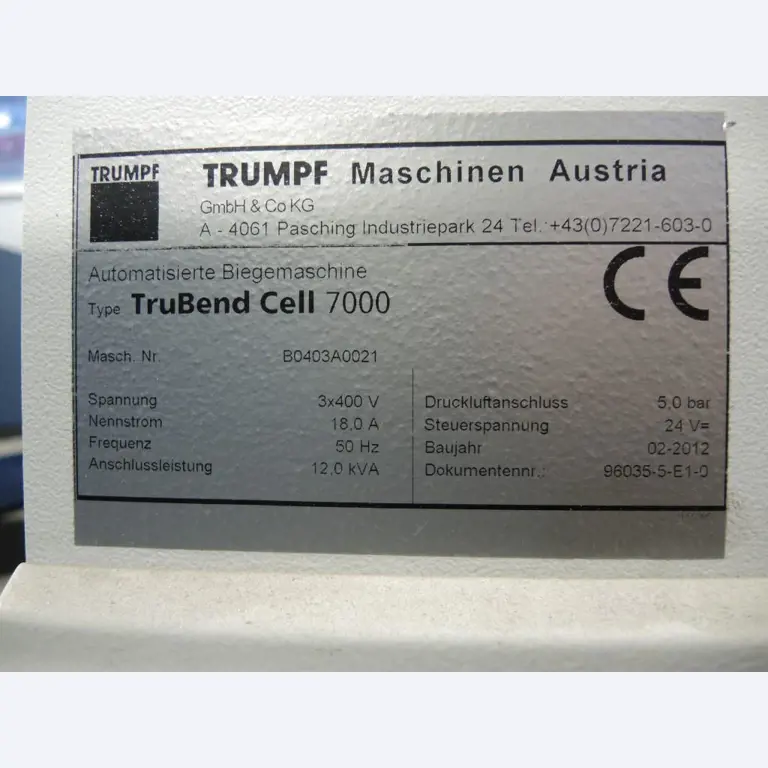 TRUMPF
TRUMPF Maschinen Austria
GmbH & Co KG
A - 4061 Pasching Industriepark 24 Tel.:+43(0)7221-603-0
Automatisierte Biegemaschine
Type TruBend Cell 7000
CE
Masch. Nr. B0403A0021
Spannung 3x400 V
Nennstrom 18,0 A
Frequenz 50 Hz
Anschlussleistung 12,0 kVA
Druckluftanschluss 5,0 bar
Steuerspannung 24 V=
Baujahr 02-2012
Dokumentennr.: 96035-5-E1-0